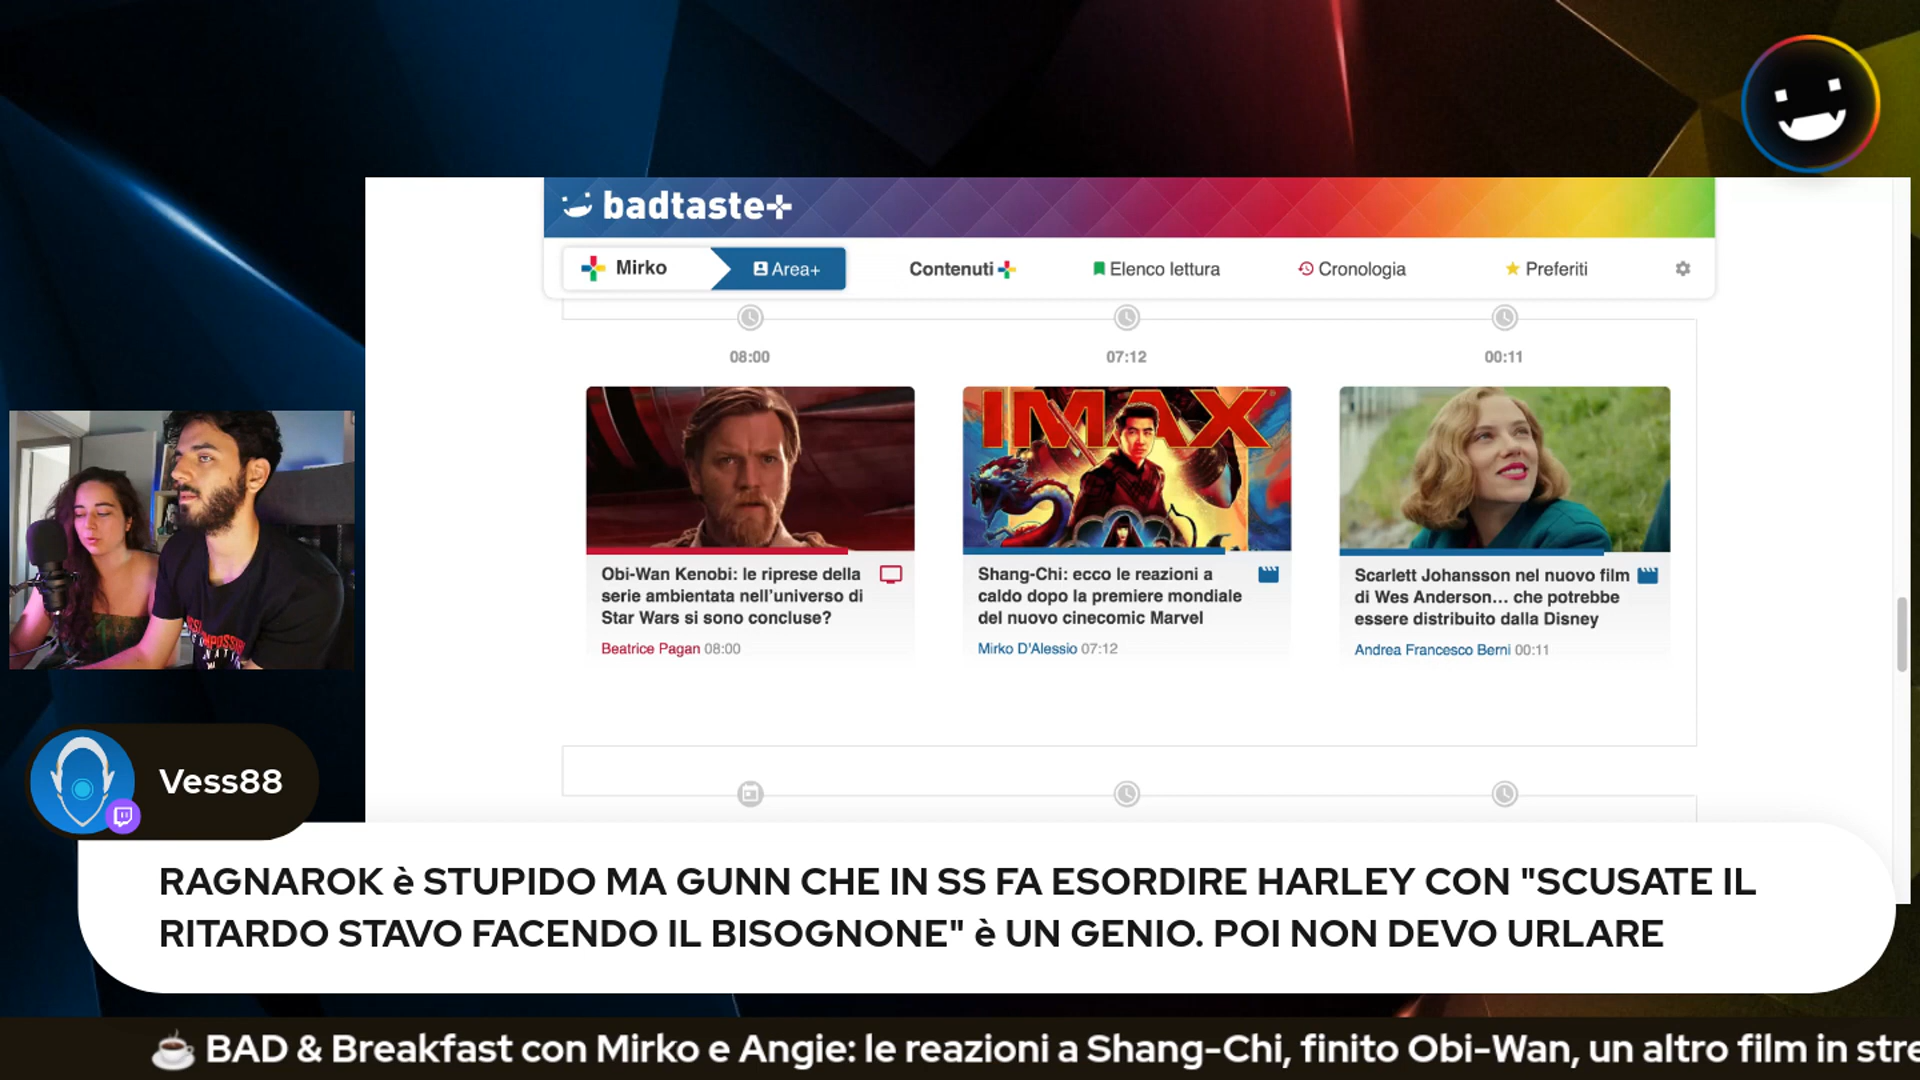 badtaste+
Mirko
Area+
Contenuti
Elenco lettura
Cronologia
Preferiti
08:00
07:12
00:11
IMAX
Obi-Wan Kenobi: le riprese della
serie ambientata nell'universo di
Star Wars si sono concluse?
Beatrice Pagan 08:00
Shang-Chi: ecco le reazioni a
caldo dopo la premiere mondiale
del nuovo cinecomic Marvel
Mirko D'Alessio 07:12
Scarlett Johansson nel nuovo film
di Wes Anderson... che potrebbe
essere distribuito dalla Disney
Andrea Francesco Berni 00:11
Vess88
RAGNAROK è STUPIDO MA GUNN CHE IN SS FA ESORDIRE HARLEY CON "SCUSATE IL
RITARDO STAVO FACENDO IL BISOGNONE" è UN GENIO. POI NON DEVO URLARE
BAD & Breakfast con Mirko e Angie: le reazioni a Shang-Chi, finito Obi-Wan, un altro film in stre